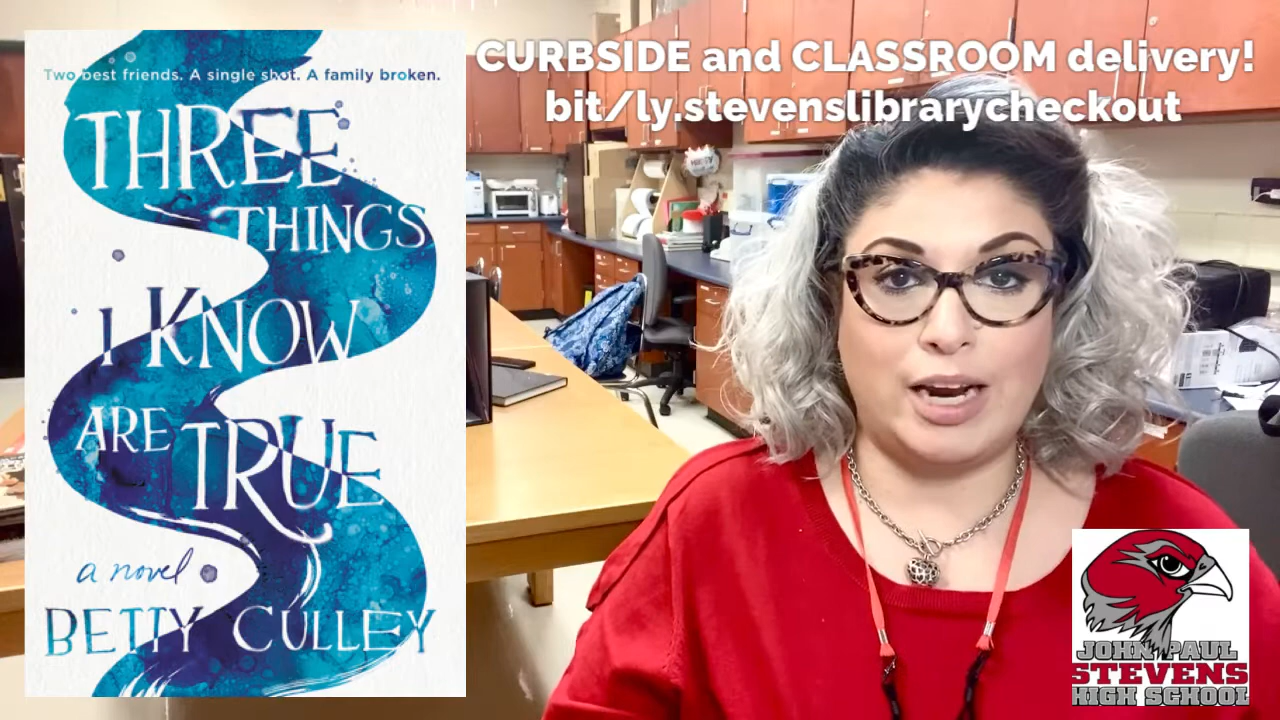 Two best friends. A single shot. A family broken.
THREE
THINGS
I KNOW
ARE TRUE
a novel
BETTY CULLEY
CURBSIDE and CLASSROOM delivery!
bit/ly.stevenslibrarycheckout
JOHN PAUL
STEVENS
HIGH SCHOOL